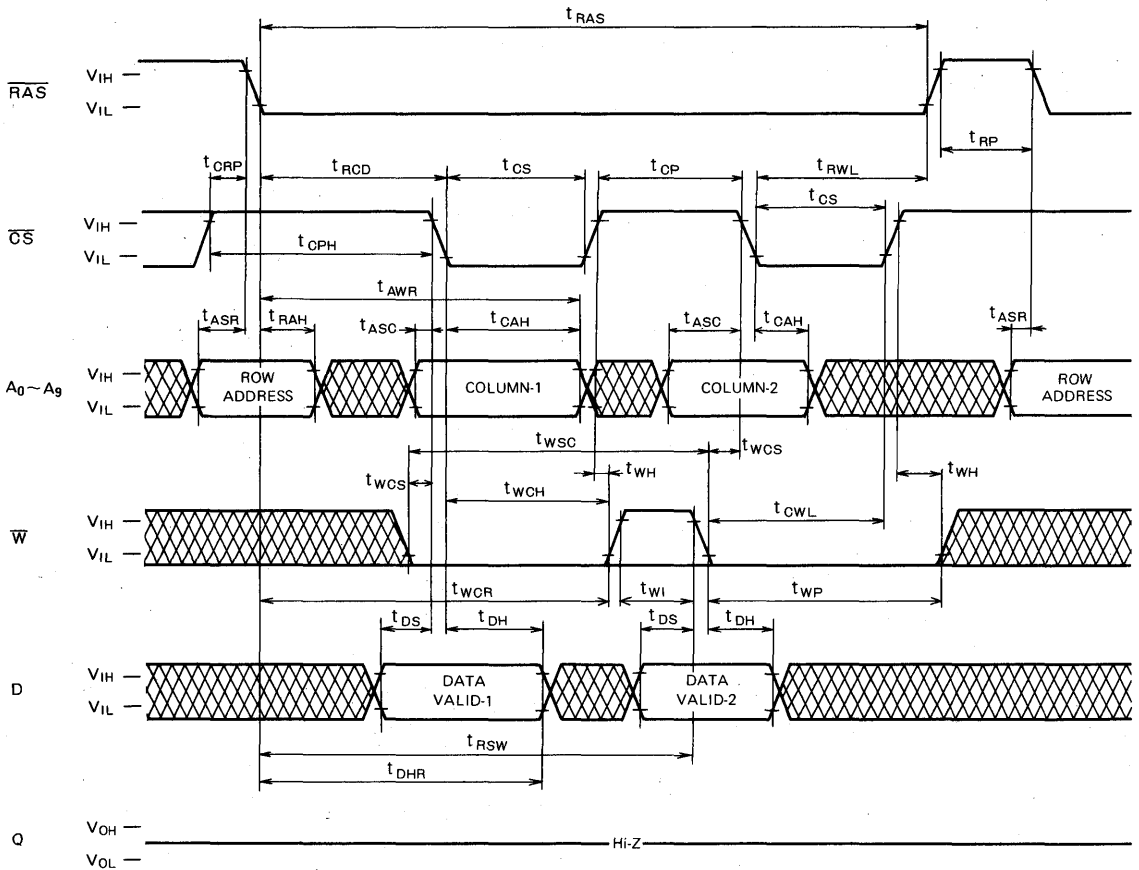 tRAS
RAS
VIH
VIL
tRP
tCRP
tRCD
tCS
tCP
tRWL
tCS
CS
VIH
VIL
tCPH
tAWR
tASR
tRAH
tASC
tCAH
tASC
tCAH
tASR
A0~A9
VIH
VIL
ROW
ADDRESS
COLUMN-1
COLUMN-2
ROW
ADDRESS
tWSC
tWCS
tWH
tWH
tWCS
tWCH
tCWL
W
VIH
VIL
tWCR
tWI
tWP
tDS
tDH
tDS
tDH
D
VIH
VIL
DATA
VALID-1
DATA
VALID-2
tRSW
tDHR
Q
VOH
VOL
Hi-Z